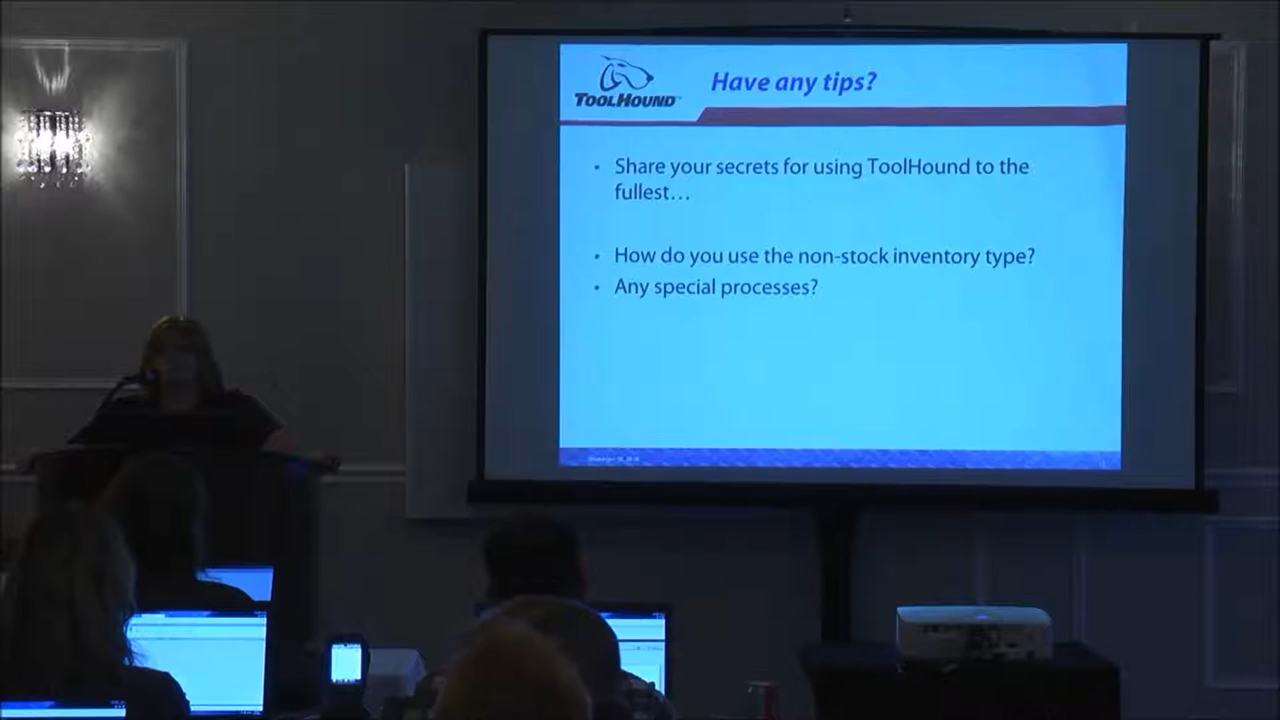 Have any tips?
TOOLHOUND
• Share your secrets for using ToolHound to the
fullest…
• How do you use the non-stock inventory type?
• Any special processes?